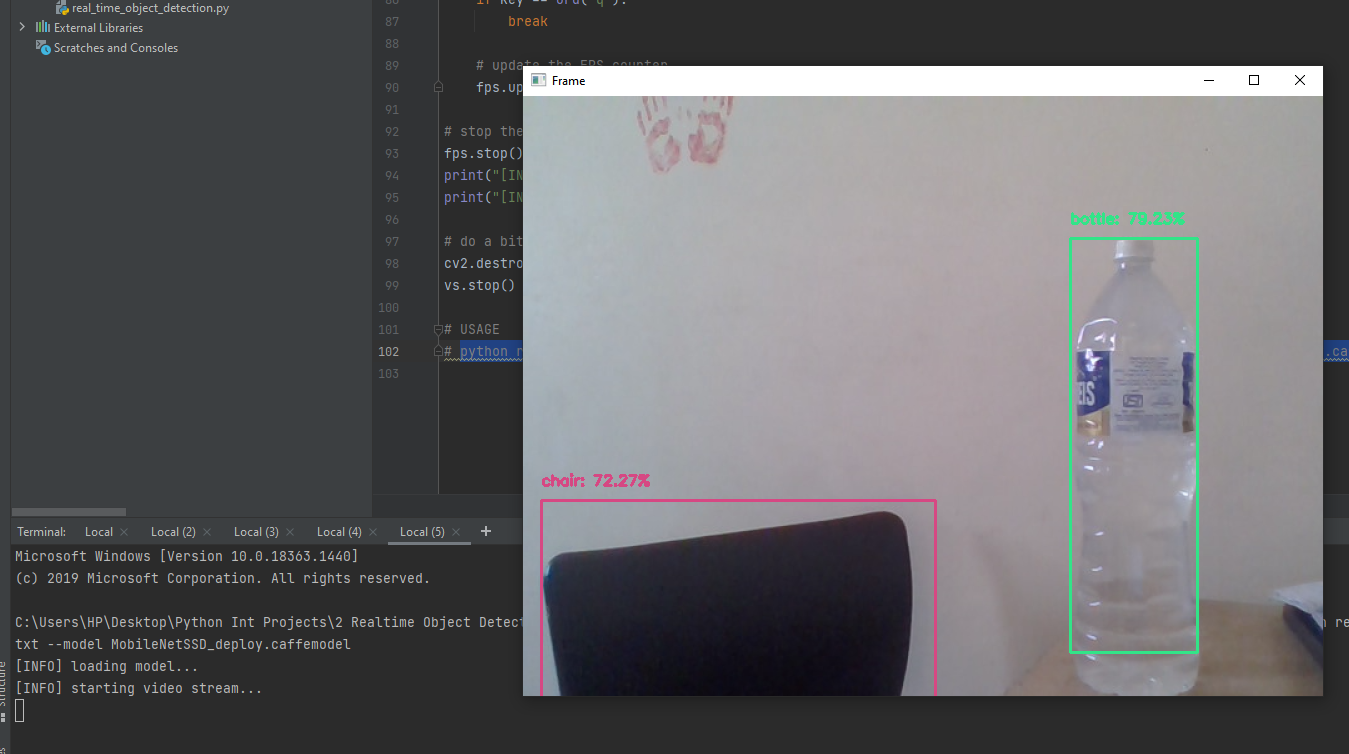 real_time_object_detection.py
External Libraries
Scratches and Consoles
86 if key == ord("q"):
87 break
88
89 # update the FPS counter
90 fps.up
91
92 # stop the
93 fps.stop()
94 print("[IN
95 print("[IN
96
97 # do a bit
98 cv2.destro
99 vs.stop()
100
101 # USAGE
102 # python r .ca
103
Frame
bottle: 79.23%
EIS
chair: 72.27%
Terminal: Local Local (2) Local (3) Local (4) Local (5)
Microsoft Windows [Version 10.0.18363.1440]
(c) 2019 Microsoft Corporation. All rights reserved.
C:\Users\HP\Desktop\Python Int Projects\2 Realtime Object Detect n re
txt --model MobileNetSSD_deploy.caffemodel
[INFO] loading model...
[INFO] starting video stream...
Structure